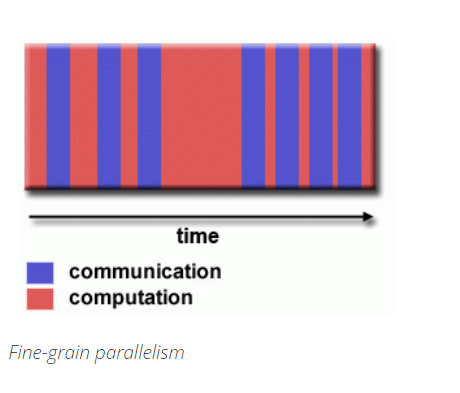 time
communication
computation
Fine-grain parallelism